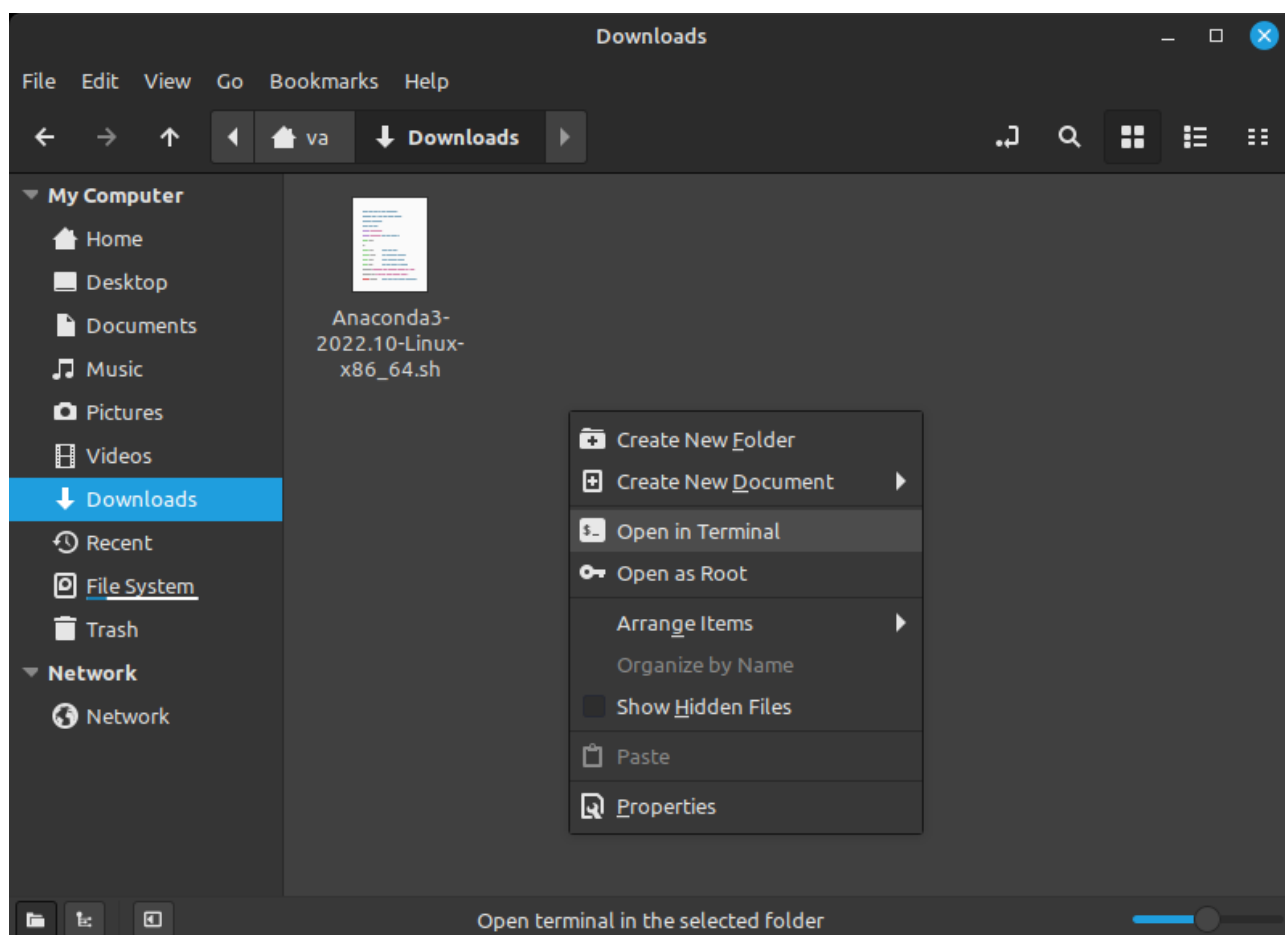 Downloads
File Edit View Go Bookmarks Help
va Downloads
My Computer
Home
Desktop
Documents
Music
Pictures
Videos
Downloads
Recent
File System
Trash
Network
Network
Anaconda3-
2022.10-Linux-
x86_64.sh
Create New Folder
Create New Document
$_ Open in Terminal
Open as Root
Arrange Items
Organize by Name
Show Hidden Files
Paste
Properties
Open terminal in the selected folder